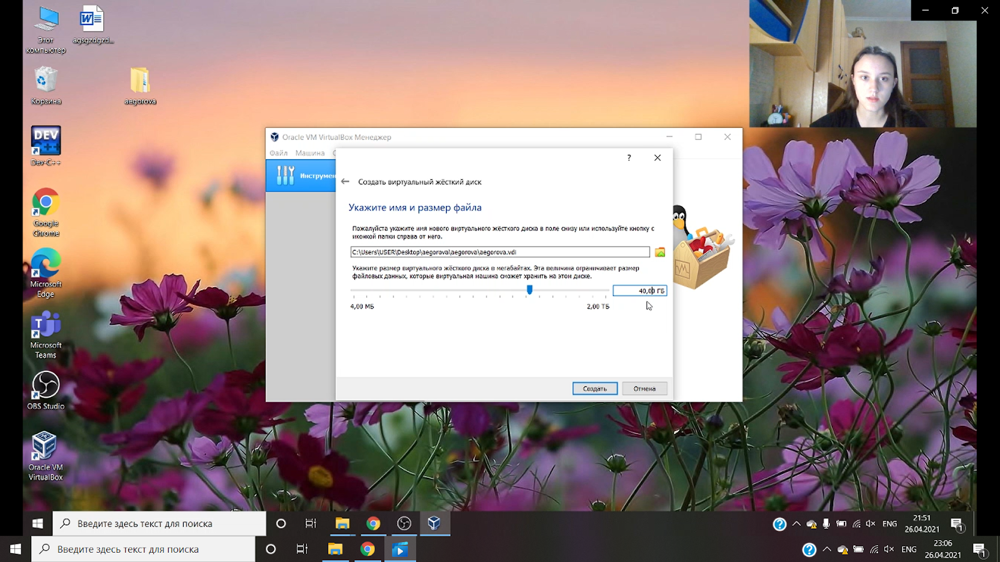 Этот
компьютер
agsgzdgzd...
Корзина
aegorova
DEV
C++
Dev-C++
Google
Chrome
Microsoft
Edge
Microsoft
Teams
OBS Studio
Oracle VM
VirtualBox
Oracle VM VirtualBox Менеджер
Файл Машина
Инструмен
?
Создать виртуальный жёсткий диск
Укажите имя и размер файла
Пожалуйста укажите имя нового виртуального жёсткого диска в поле снизу или используйте кнопку с
иконкой папки справа от него.
C:\Users\USER\Desktop\aegorova\aegorova\aegorova.vdi
Укажите размер виртуального жёсткого диска в мегабайтах. Эта величина ограничивает размер
файловых данных, которые виртуальная машина сможет хранить на этом диске.
40,00 ГБ
4,00 МБ
2,00 ТБ
Создать
Отмена
Введите здесь текст для поиска
ENG
21:51
26.04.2021
1
Введите здесь текст для поиска
ENG
23:06
26.04.2021
1